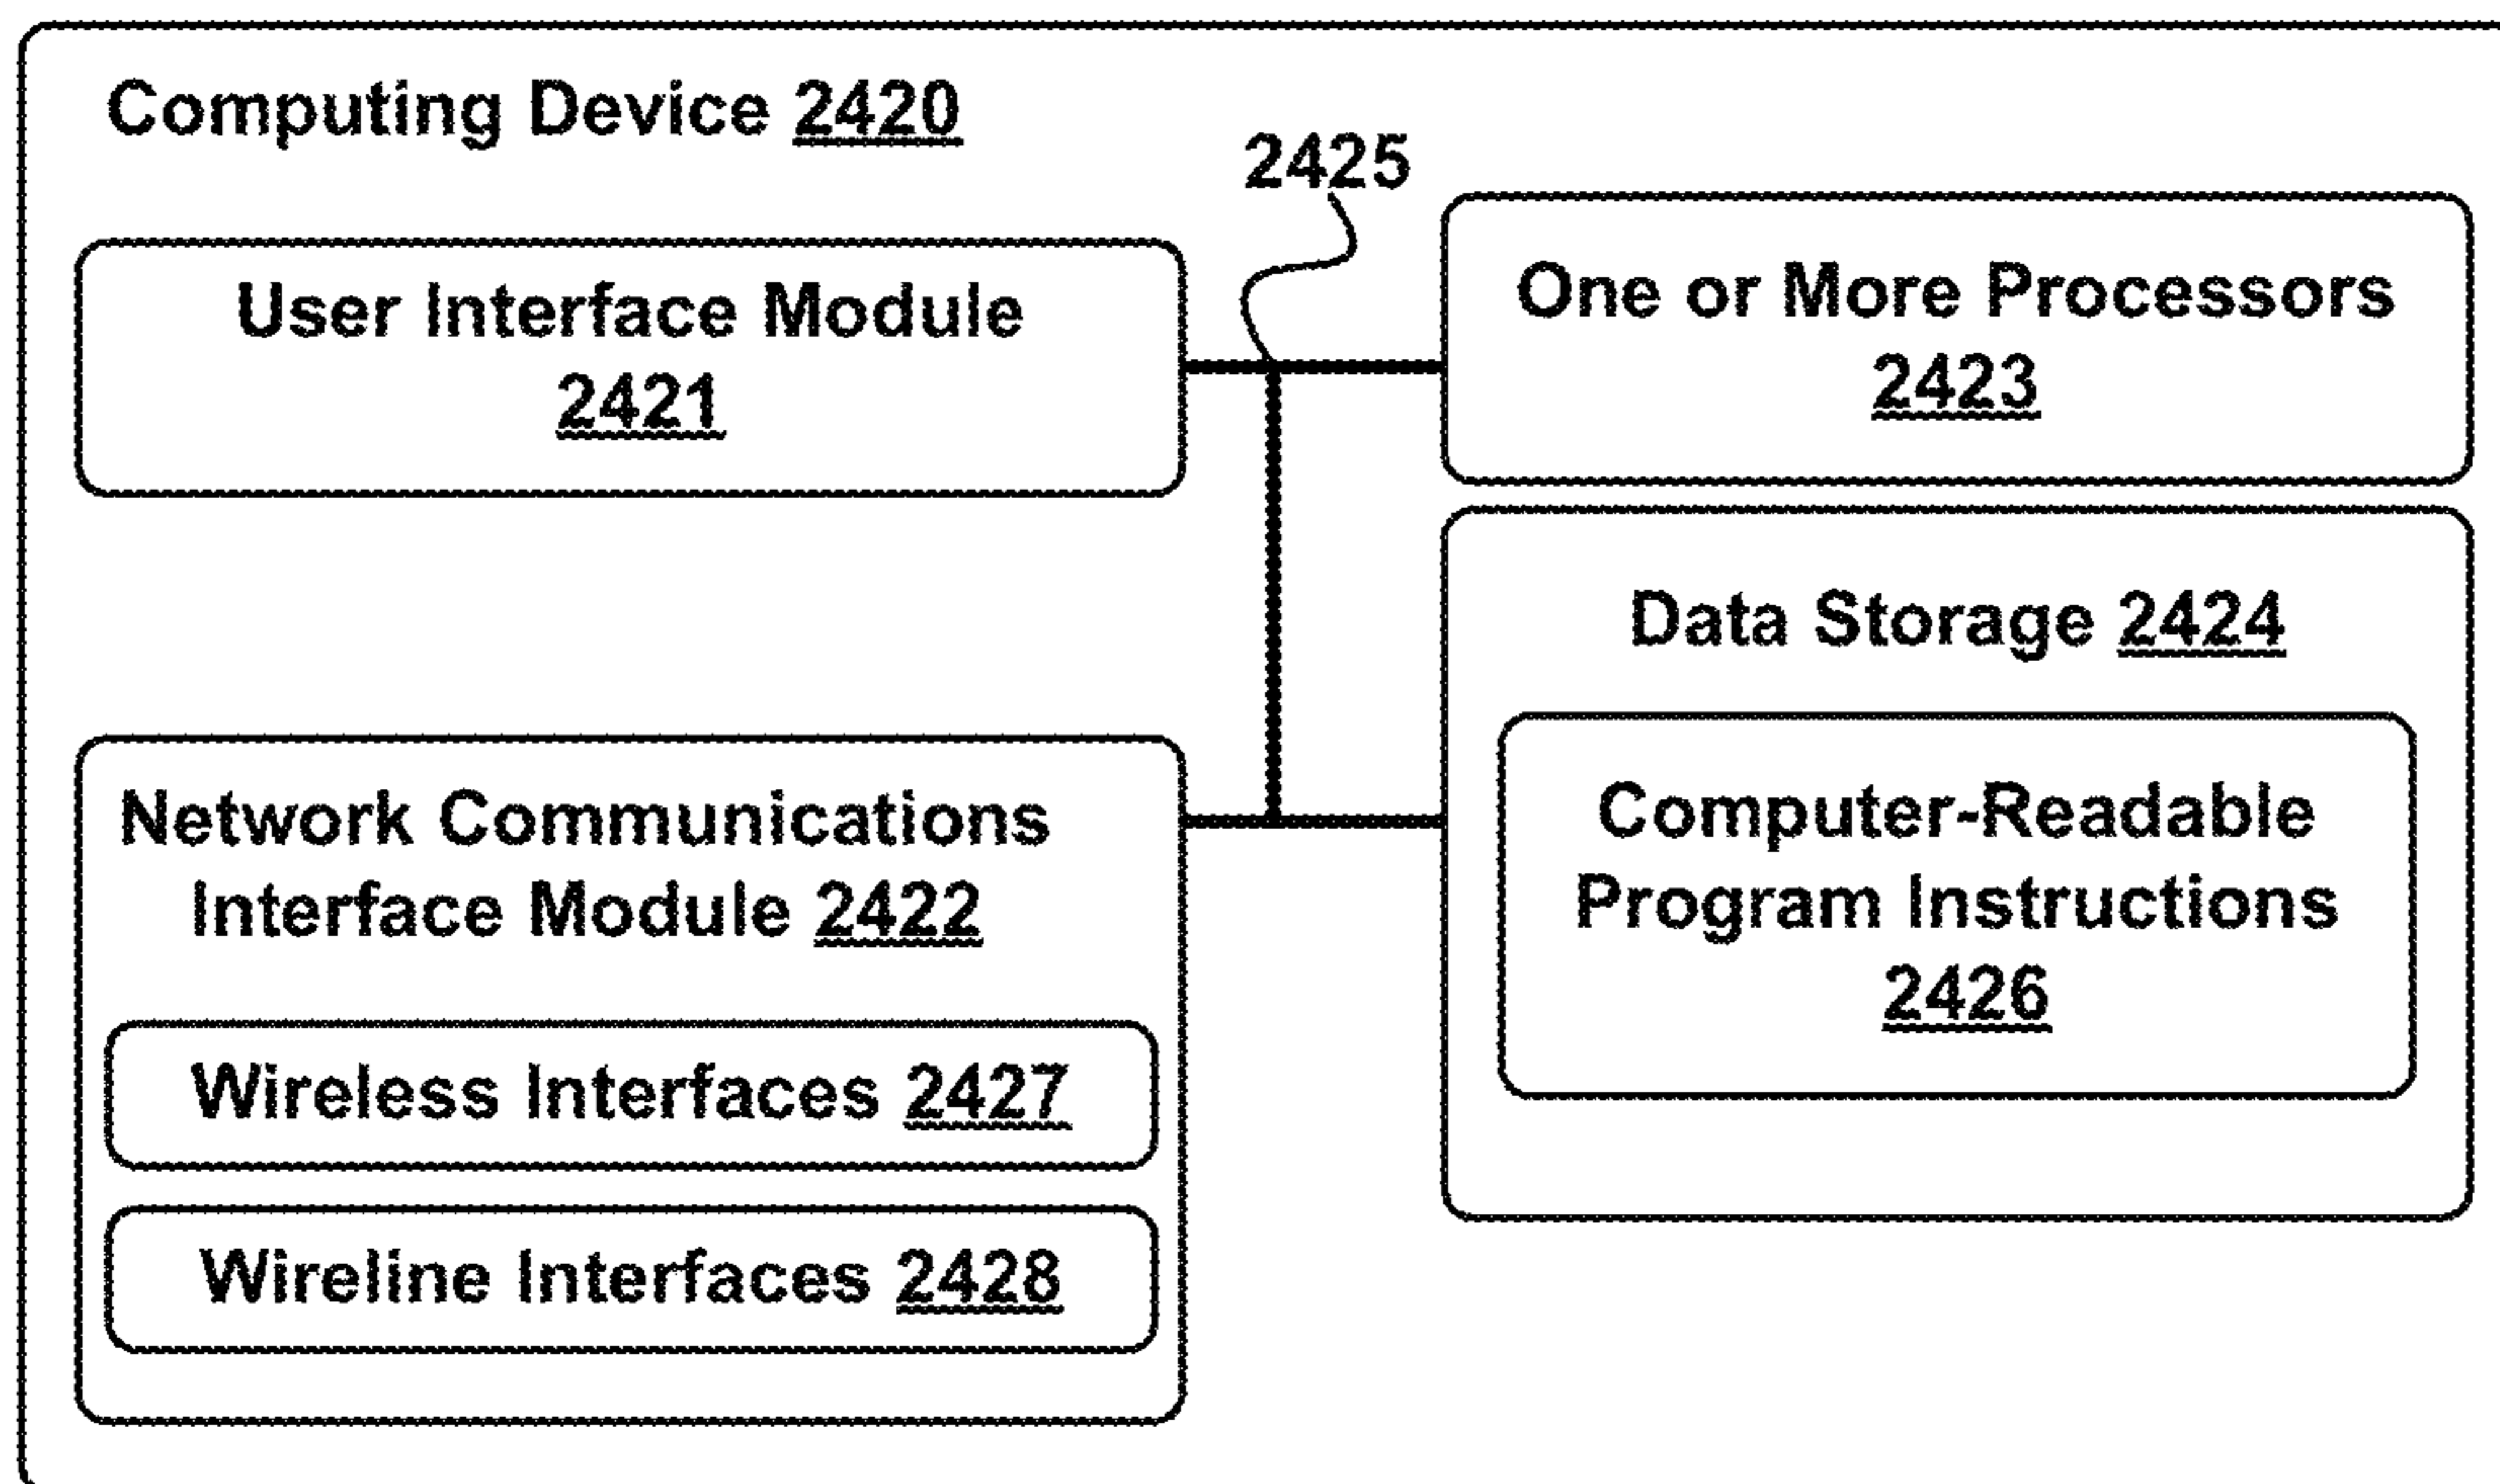 Computing Device 2420
2425
User Interface Module
2421
One or More Processors
2423
Data Storage 2424
Computer-Readable
Program Instructions
2426
Network Communications
Interface Module 2422
Wireless Interfaces 2427
Wireline Interfaces 2428